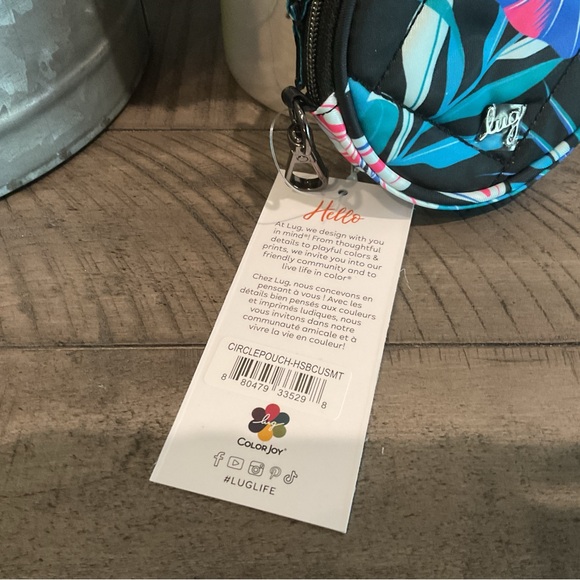 lug
Hello
At Lug, we design with you
in mind®! From thoughtful
details to playful colors &
prints, we invite you into our
friendly community and to
live life in color®
Chez Lug, nous concevons en
pensant à vous ! Avec les
détails bien pensés aux couleurs
et imprimés ludiques, nous
vous invitons dans notre
communauté amicale et à
vivre la vie en couleur!
CIRCLEPOUCH-HSBCUSMT
8 80479 33529 8
lug
COLORJOY®
#LUGLIFE